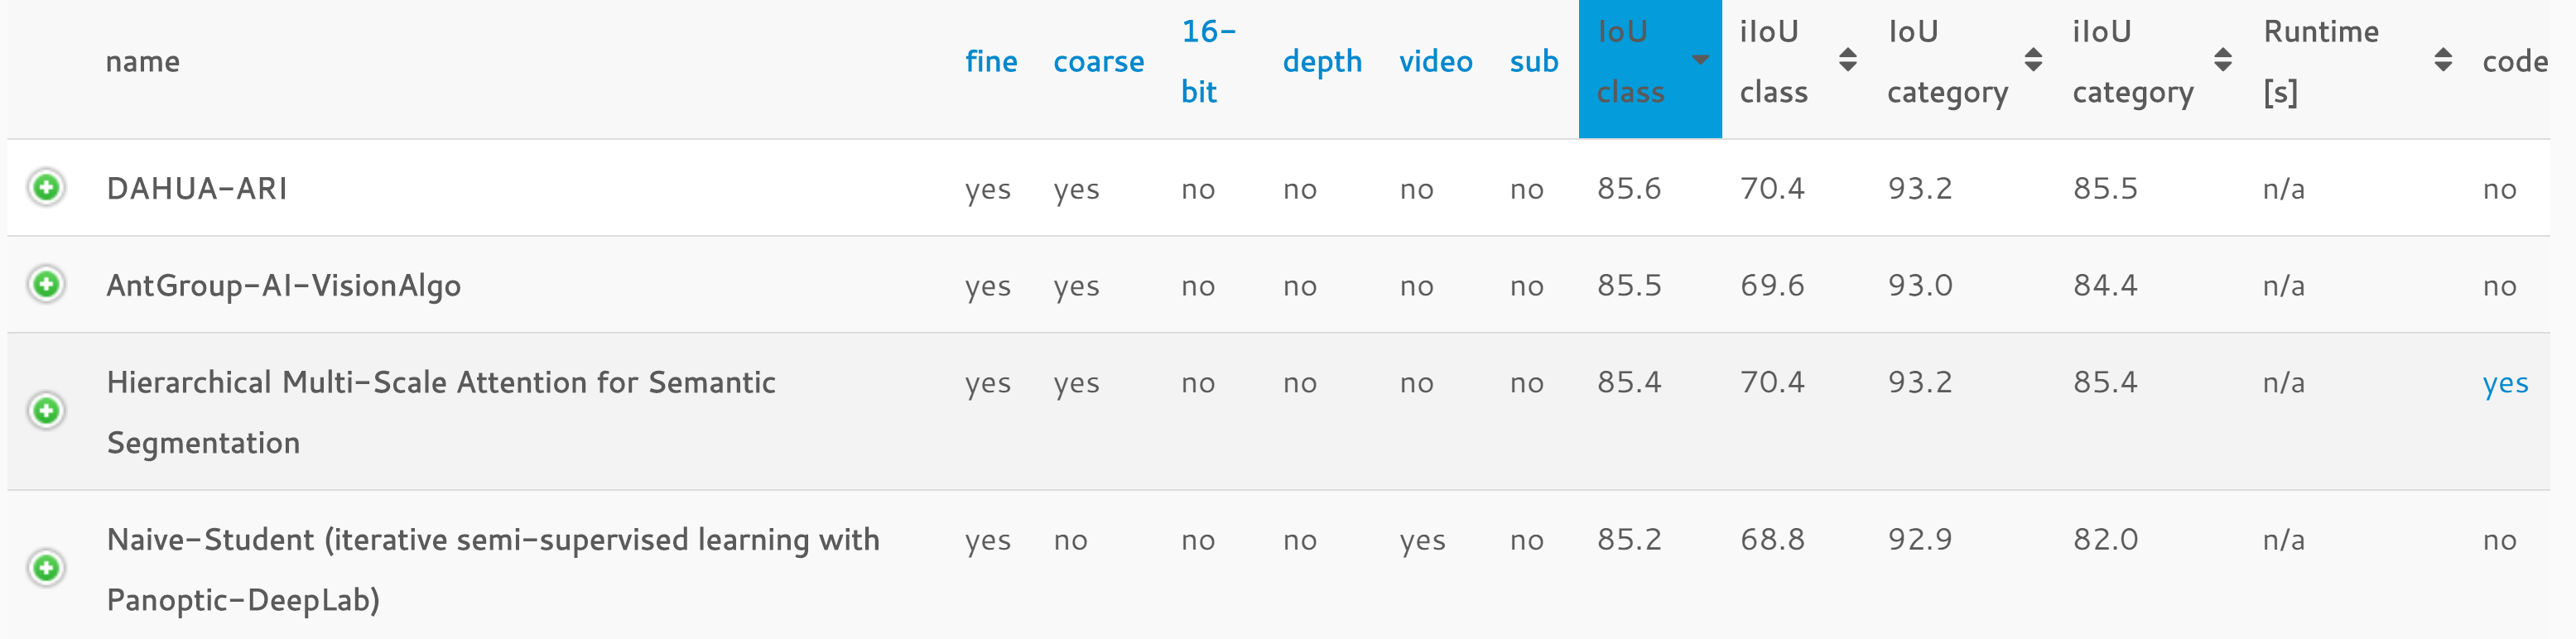 name fine coarse 16-bit depth video sub IoU class iIoU class IoU category iIoU category Runtime [s] code
DAHUA-ARI yes yes no no no no 85.6 70.4 93.2 85.5 n/a no
AntGroup-AI-VisionAlgo yes yes no no no no 85.5 69.6 93.0 84.4 n/a no
Hierarchical Multi-Scale Attention for Semantic yes yes no no no no 85.4 70.4 93.2 85.4 n/a yes
Segmentation
Naive-Student (iterative semi-supervised learning with yes no no no yes no 85.2 68.8 92.9 82.0 n/a no
Panoptic-DeepLab)